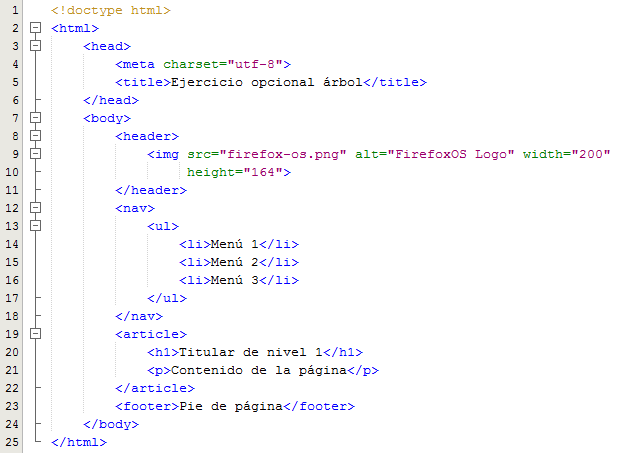 1 <!doctype html>
2 <html>
3 <head>
4 <meta charset="utf-8">
5 <title>Ejercicio opcional árbol</title>
6 </head>
7 <body>
8 <header>
9 <img src="firefox-os.png" alt="FirefoxOS Logo" width="200"
10 height="164">
11 </header>
12 <nav>
13 <ul>
14 <li>Menú 1</li>
15 <li>Menú 2</li>
16 <li>Menú 3</li>
17 </ul>
18 </nav>
19 <article>
20 <h1>Titular de nivel 1</h1>
21 <p>Contenido de la página</p>
22 </article>
23 <footer>Pie de página</footer>
24 </body>
25 </html>